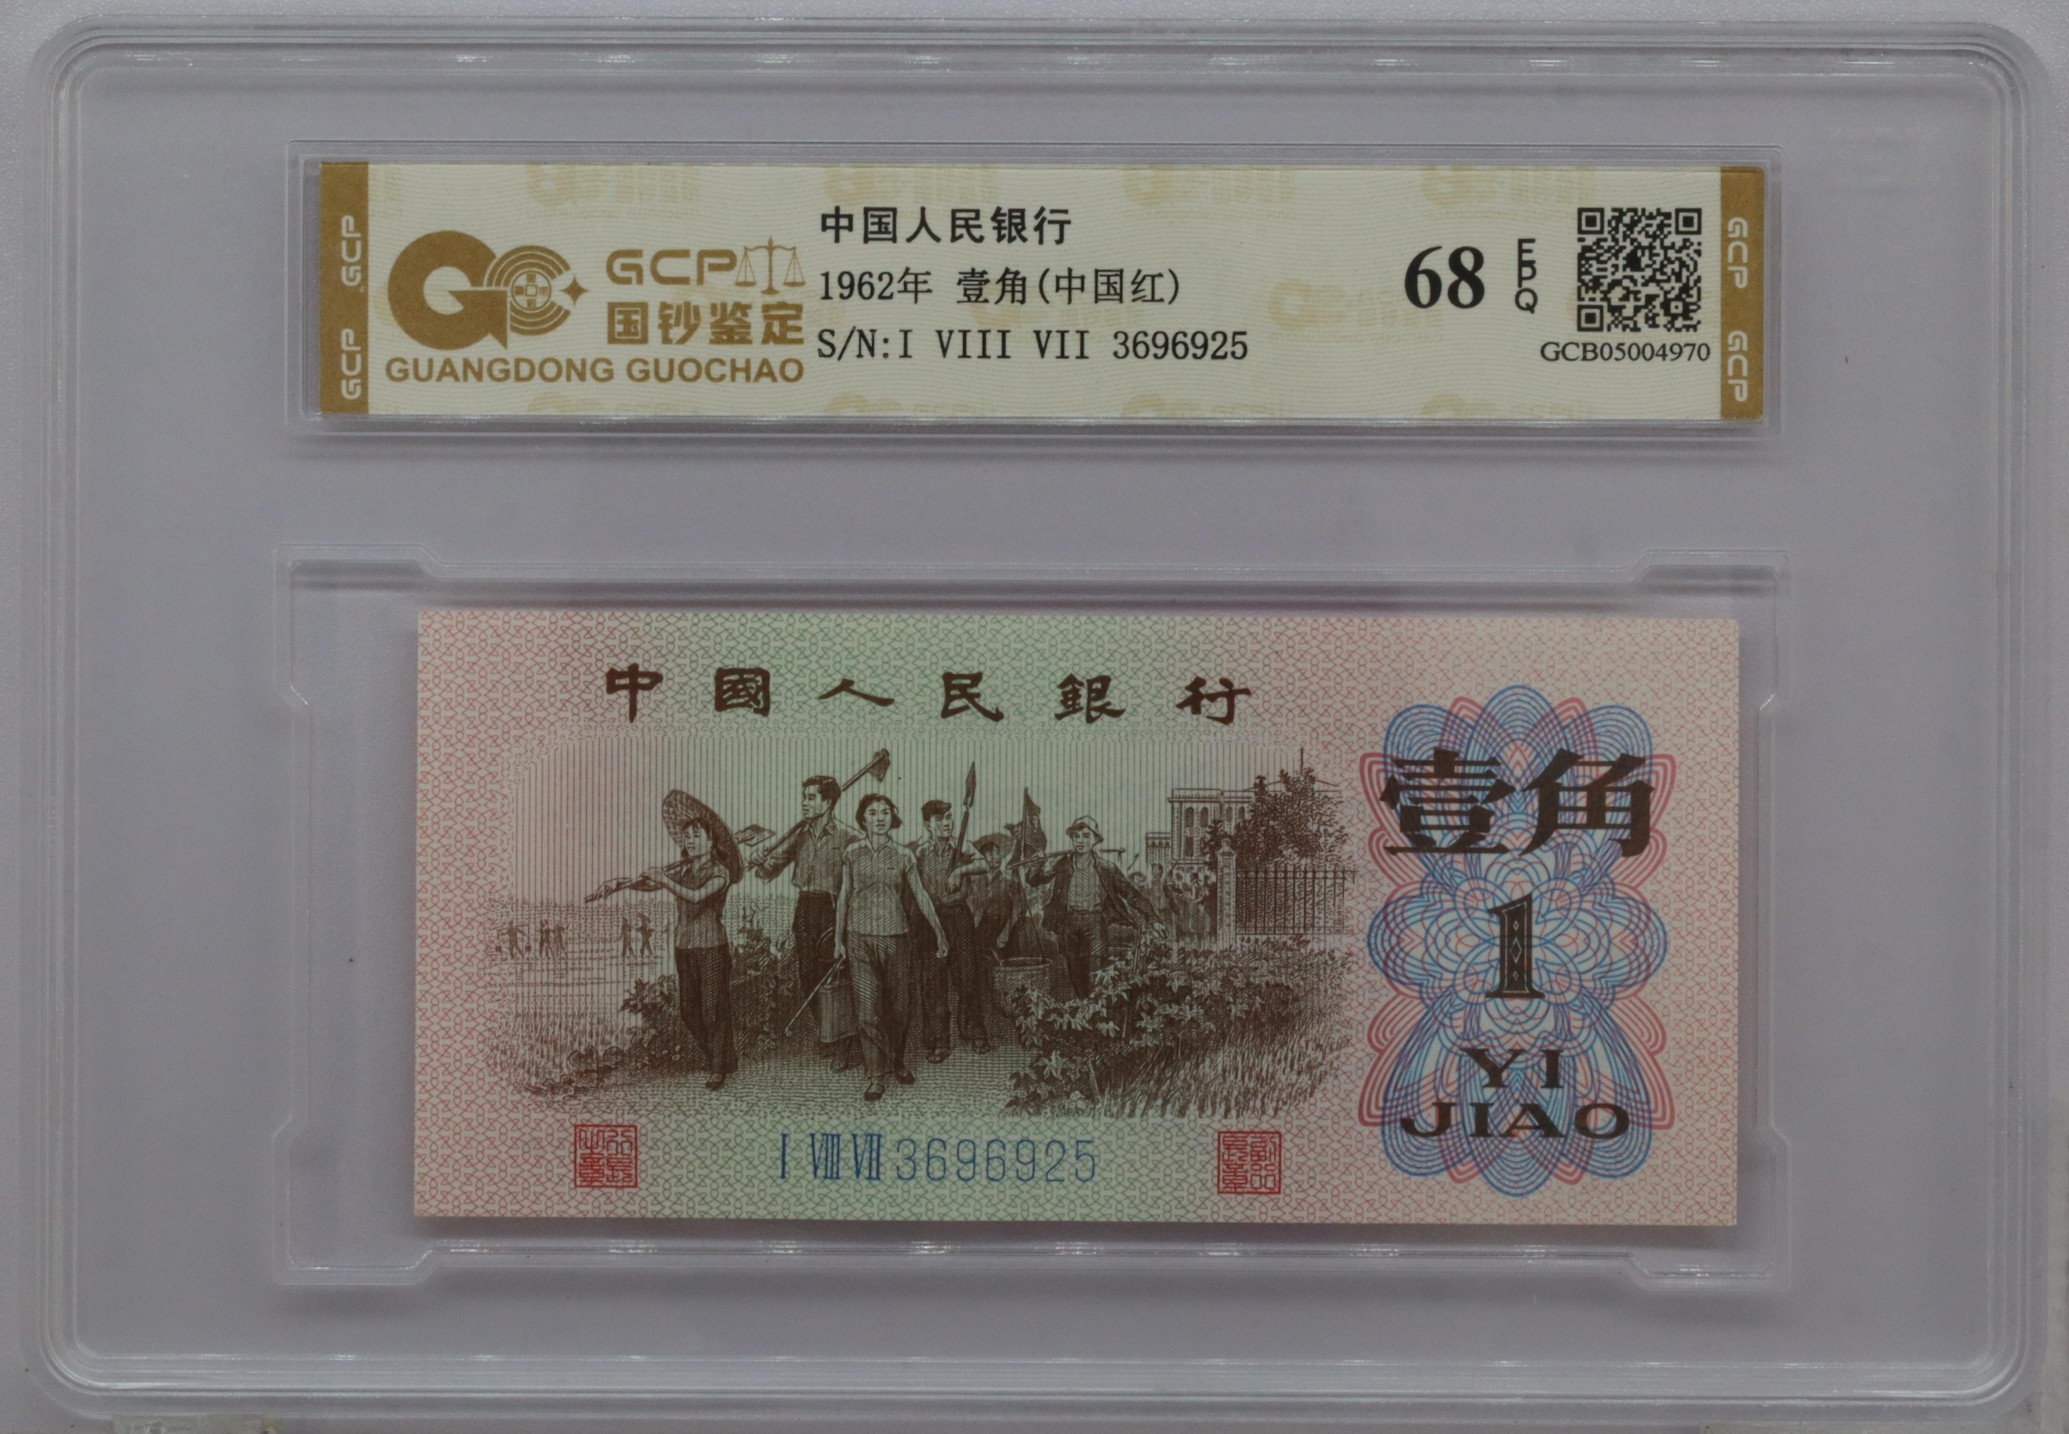 GCP
GCP
GCP
国钞鉴定
GUANGDONG GUOCHAO
中国人民银行
1962年 壹角(中国红)
S/N:I VIII VII 3696925
68
EPQ
GCB05004970
GCP
GCP
中國人民銀行
壹角
1
YI
JIAO
I VIII VII 3696925